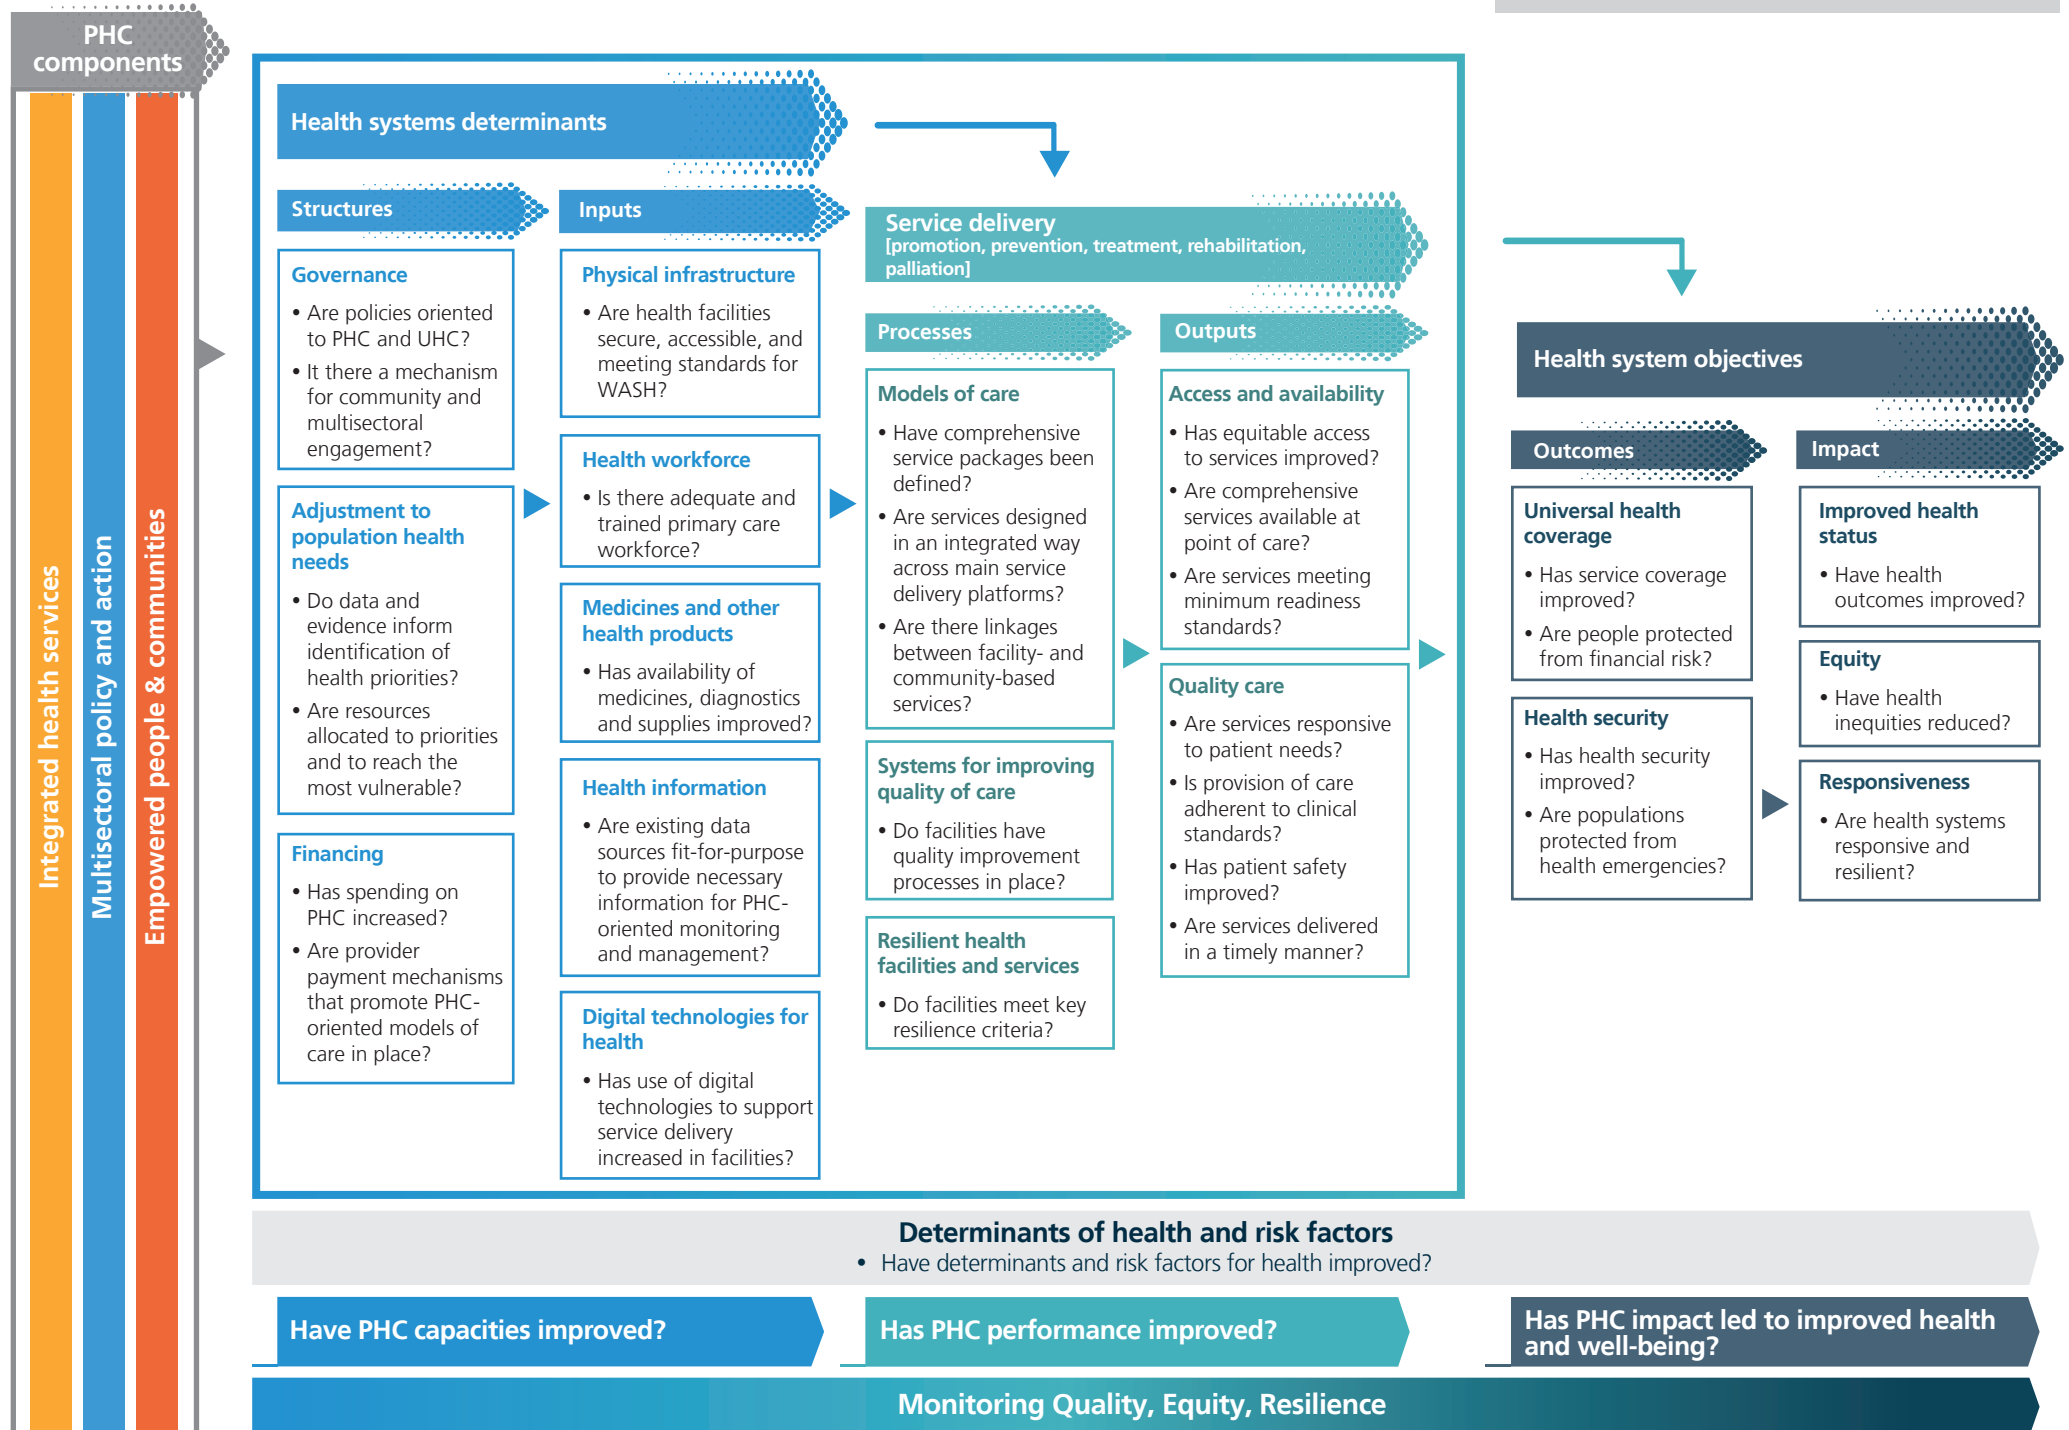 PHC
components
Integrated health services
Multisectoral policy and action
Empowered people & communities
Health systems determinants
Structures
Governance
• Are policies oriented
to PHC and UHC?
• It there a mechanism
for community and
multisectoral
engagement?
Adjustment to
population health
needs
• Do data and
evidence inform
identification of
health priorities?
• Are resources
allocated to priorities
and to reach the
most vulnerable?
Financing
• Has spending on
PHC increased?
• Are provider
payment mechanisms
that promote PHC-
oriented models of
care in place?
Inputs
Physical infrastructure
• Are health facilities
secure, accessible, and
meeting standards for
WASH?
Health workforce
• Is there adequate and
trained primary care
workforce?
Medicines and other
health products
• Has availability of
medicines, diagnostics
and supplies improved?
Health information
• Are existing data
sources fit-for-purpose
to provide necessary
information for PHC-
oriented monitoring
and management?
Digital technologies for
health
• Has use of digital
technologies to support
service delivery
increased in facilities?
Service delivery
[promotion, prevention, treatment, rehabilitation,
palliation]
Processes
Models of care
• Have comprehensive
service packages been
defined?
• Are services designed
in an integrated way
across main service
delivery platforms?
• Are there linkages
between facility- and
community-based
services?
Systems for improving
quality of care
• Do facilities have
quality improvement
processes in place?
Resilient health
facilities and services
• Do facilities meet key
resilience criteria?
Outputs
Access and availability
• Has equitable access
to services improved?
• Are comprehensive
services available at
point of care?
• Are services meeting
minimum readiness
standards?
Quality care
• Are services responsive
to patient needs?
• Is provision of care
adherent to clinical
standards?
• Has patient safety
improved?
• Are services delivered
in a timely manner?
Health system objectives
Outcomes
Universal health
coverage
• Has service coverage
improved?
• Are people protected
from financial risk?
Health security
• Has health security
improved?
• Are populations
protected from
health emergencies?
Impact
Improved health
status
• Have health
outcomes improved?
Equity
• Have health
inequities reduced?
Responsiveness
• Are health systems
responsive and
resilient?
Determinants of health and risk factors
• Have determinants and risk factors for health improved?
Have PHC capacities improved?
Has PHC performance improved?
Has PHC impact led to improved health
and well-being?
Monitoring Quality, Equity, Resilience